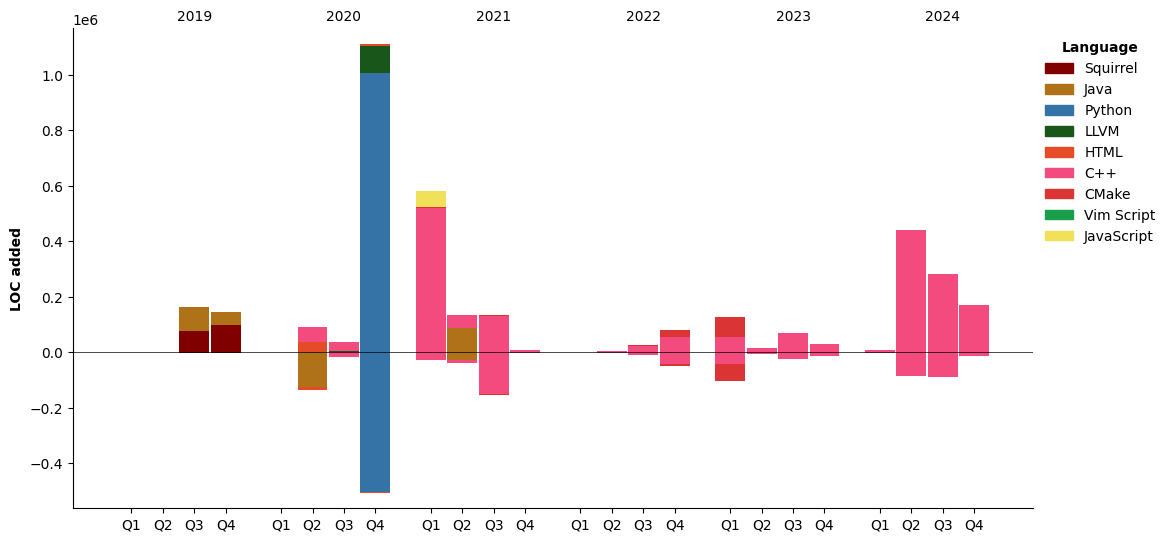 1e6
2019 2020 2021 2022 2023 2024
Language
Squirrel
Java
Python
LLVM
HTML
C++
CMake
Vim Script
JavaScript
LOC added
1.0
0.8
0.6
0.4
0.2
0.0
−0.2
−0.4
Q1 Q2 Q3 Q4 Q1 Q2 Q3 Q4 Q1 Q2 Q3 Q4 Q1 Q2 Q3 Q4 Q1 Q2 Q3 Q4 Q1 Q2 Q3 Q4